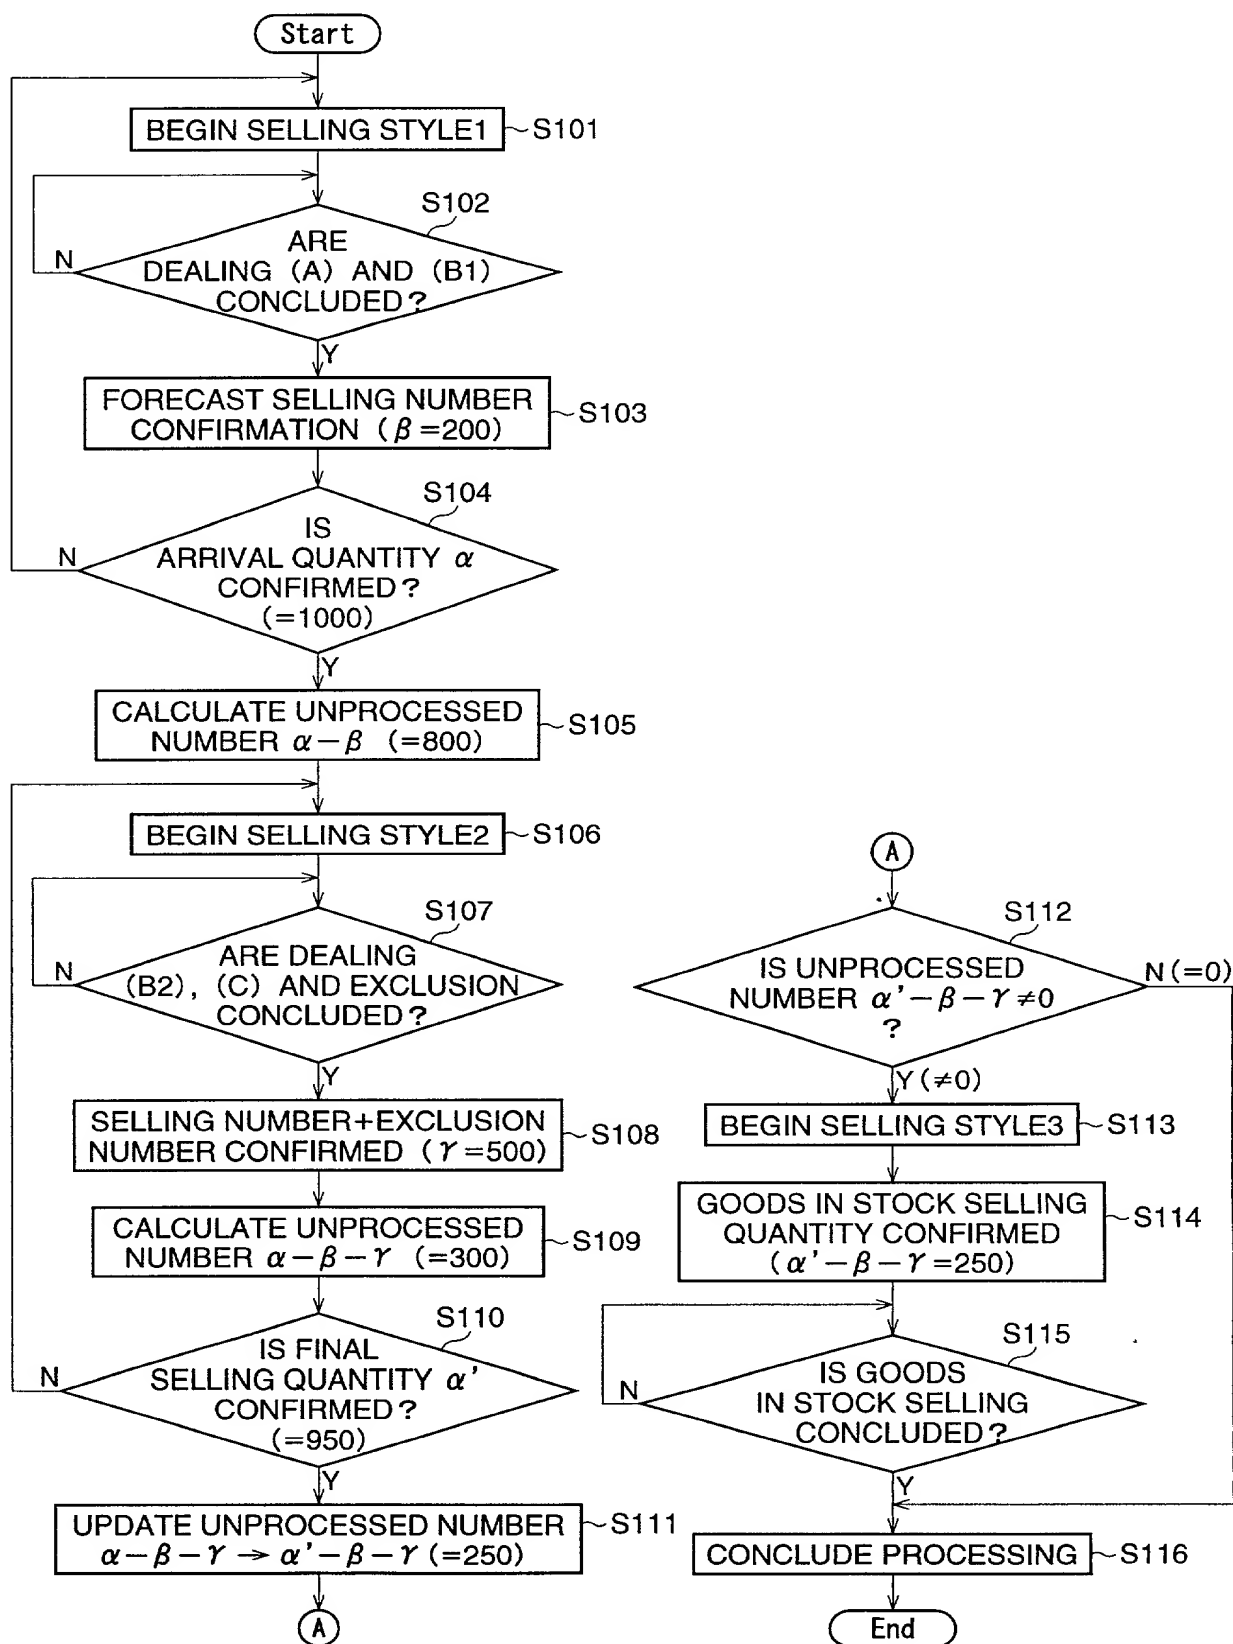 Start
BEGIN SELLING STYLE1
S101
S102
ARE
DEALING (A) AND (B1)
CONCLUDED?
N
Y
FORECAST SELLING NUMBER
CONFIRMATION (β=200)
S103
S104
IS
ARRIVAL QUANTITY α
CONFIRMED?
(=1000)
N
Y
CALCULATE UNPROCESSED
NUMBER α-β (=800)
S105
BEGIN SELLING STYLE2
S106
S107
ARE DEALING
(B2), (C) AND EXCLUSION
CONCLUDED?
N
Y
SELLING NUMBER+EXCLUSION
NUMBER CONFIRMED (γ=500)
S108
CALCULATE UNPROCESSED
NUMBER α-β-γ (=300)
S109
S110
IS FINAL
SELLING QUANTITY α'
CONFIRMED?
(=950)
N
Y
UPDATE UNPROCESSED NUMBER
α-β-γ → α'-β-γ (=250)
S111
A
A
S112
IS UNPROCESSED
NUMBER α'-β-γ≠0
?
N(=0)
Y(≠0)
BEGIN SELLING STYLE3
S113
GOODS IN STOCK SELLING
QUANTITY CONFIRMED
(α'-β-γ=250)
S114
S115
IS GOODS
IN STOCK SELLING
CONCLUDED?
N
Y
CONCLUDE PROCESSING
S116
End